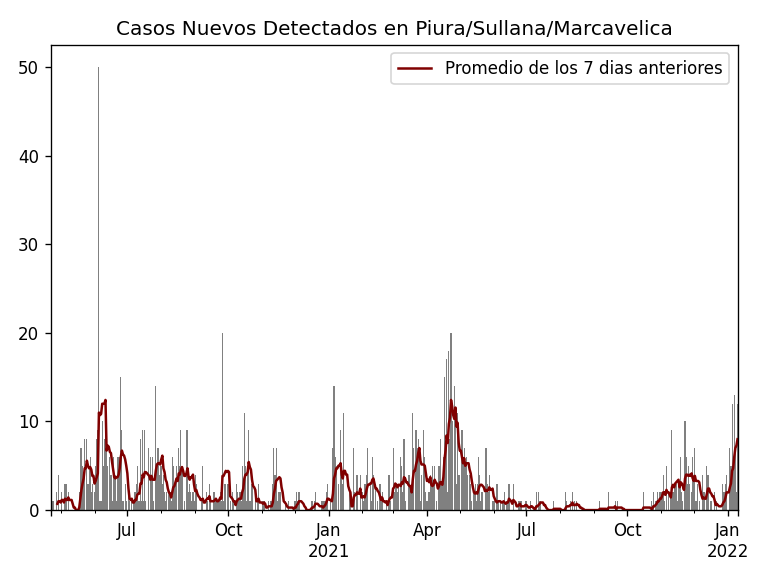 Casos Nuevos Detectados en Piura/Sullana/Marcavelica
Promedio de los 7 dias anteriores
50
40
30
20
10
0
Jul Oct Jan Apr Jul Oct Jan
2021 2022